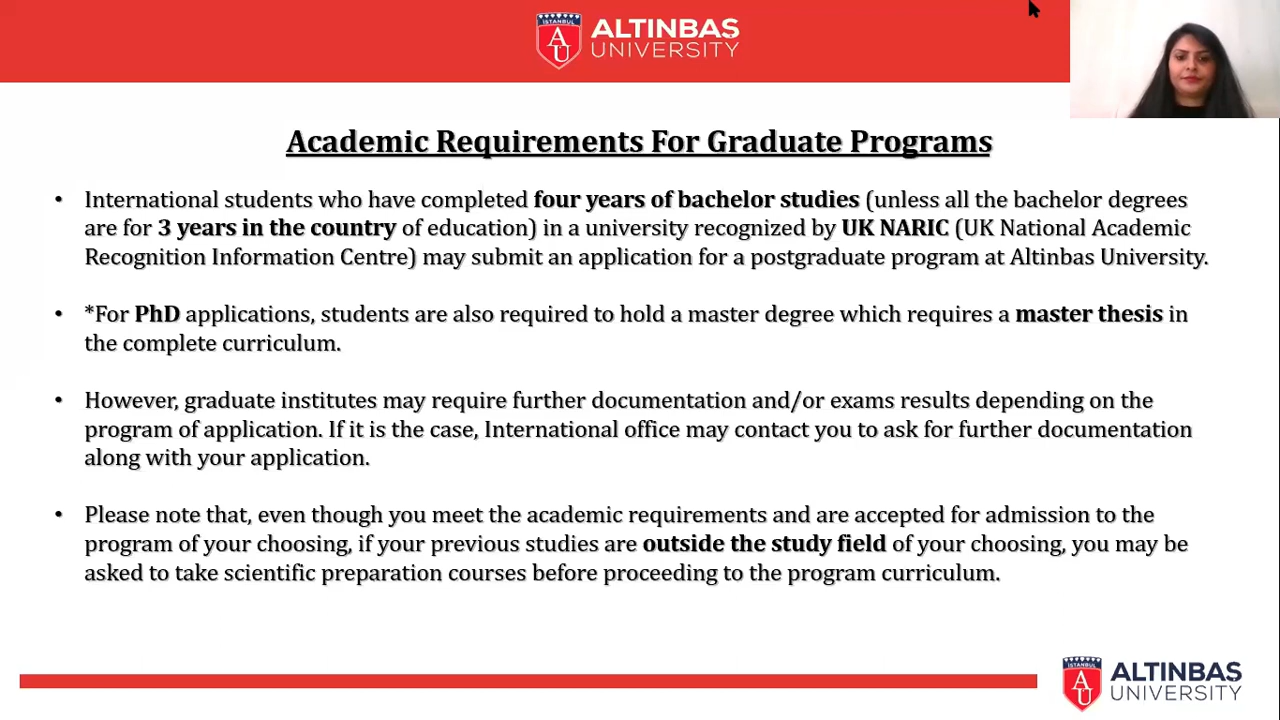 ISTANBUL
AU
ALTINBAS
UNIVERSITY
Academic Requirements For Graduate Programs
• International students who have completed four years of bachelor studies (unless all the bachelor degrees
are for 3 years in the country of education) in a university recognized by UK NARIC (UK National Academic
Recognition Information Centre) may submit an application for a postgraduate program at Altinbas University.
• *For PhD applications, students are also required to hold a master degree which requires a master thesis in
the complete curriculum.
• However, graduate institutes may require further documentation and/or exams results depending on the
program of application. If it is the case, International office may contact you to ask for further documentation
along with your application.
• Please note that, even though you meet the academic requirements and are accepted for admission to the
program of your choosing, if your previous studies are outside the study field of your choosing, you may be
asked to take scientific preparation courses before proceeding to the program curriculum.
ISTANBUL
AU
ALTINBAS
UNIVERSITY